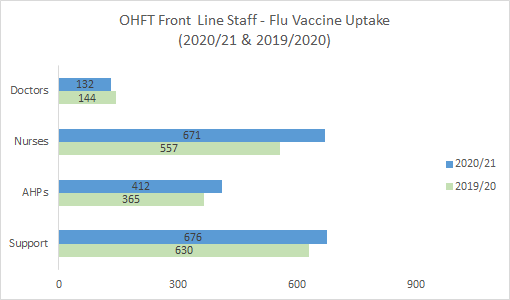 OHFT Front Line Staff - Flu Vaccine Uptake
(2020/21 & 2019/2020)
Doctors
132
144
Nurses
671
557
AHPs
412
365
Support
676
630
2020/21
2019/20
0 300 600 900